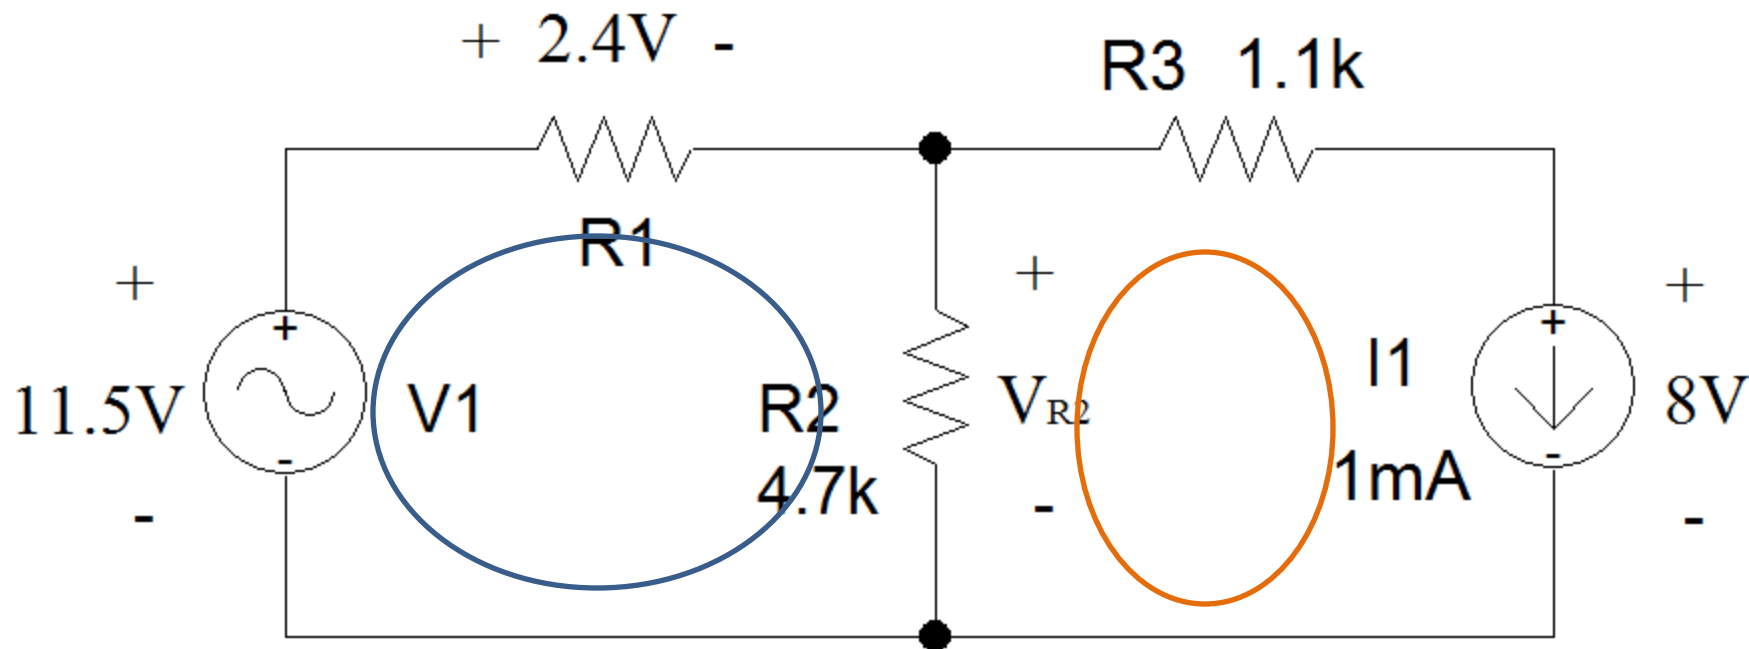 + 2.4V -
R3 1.1k
R1
+
11.5V
-
+
-
V1
R2
4.7k
+
VR2
-
I1
1mA
+
-
+
8V
-